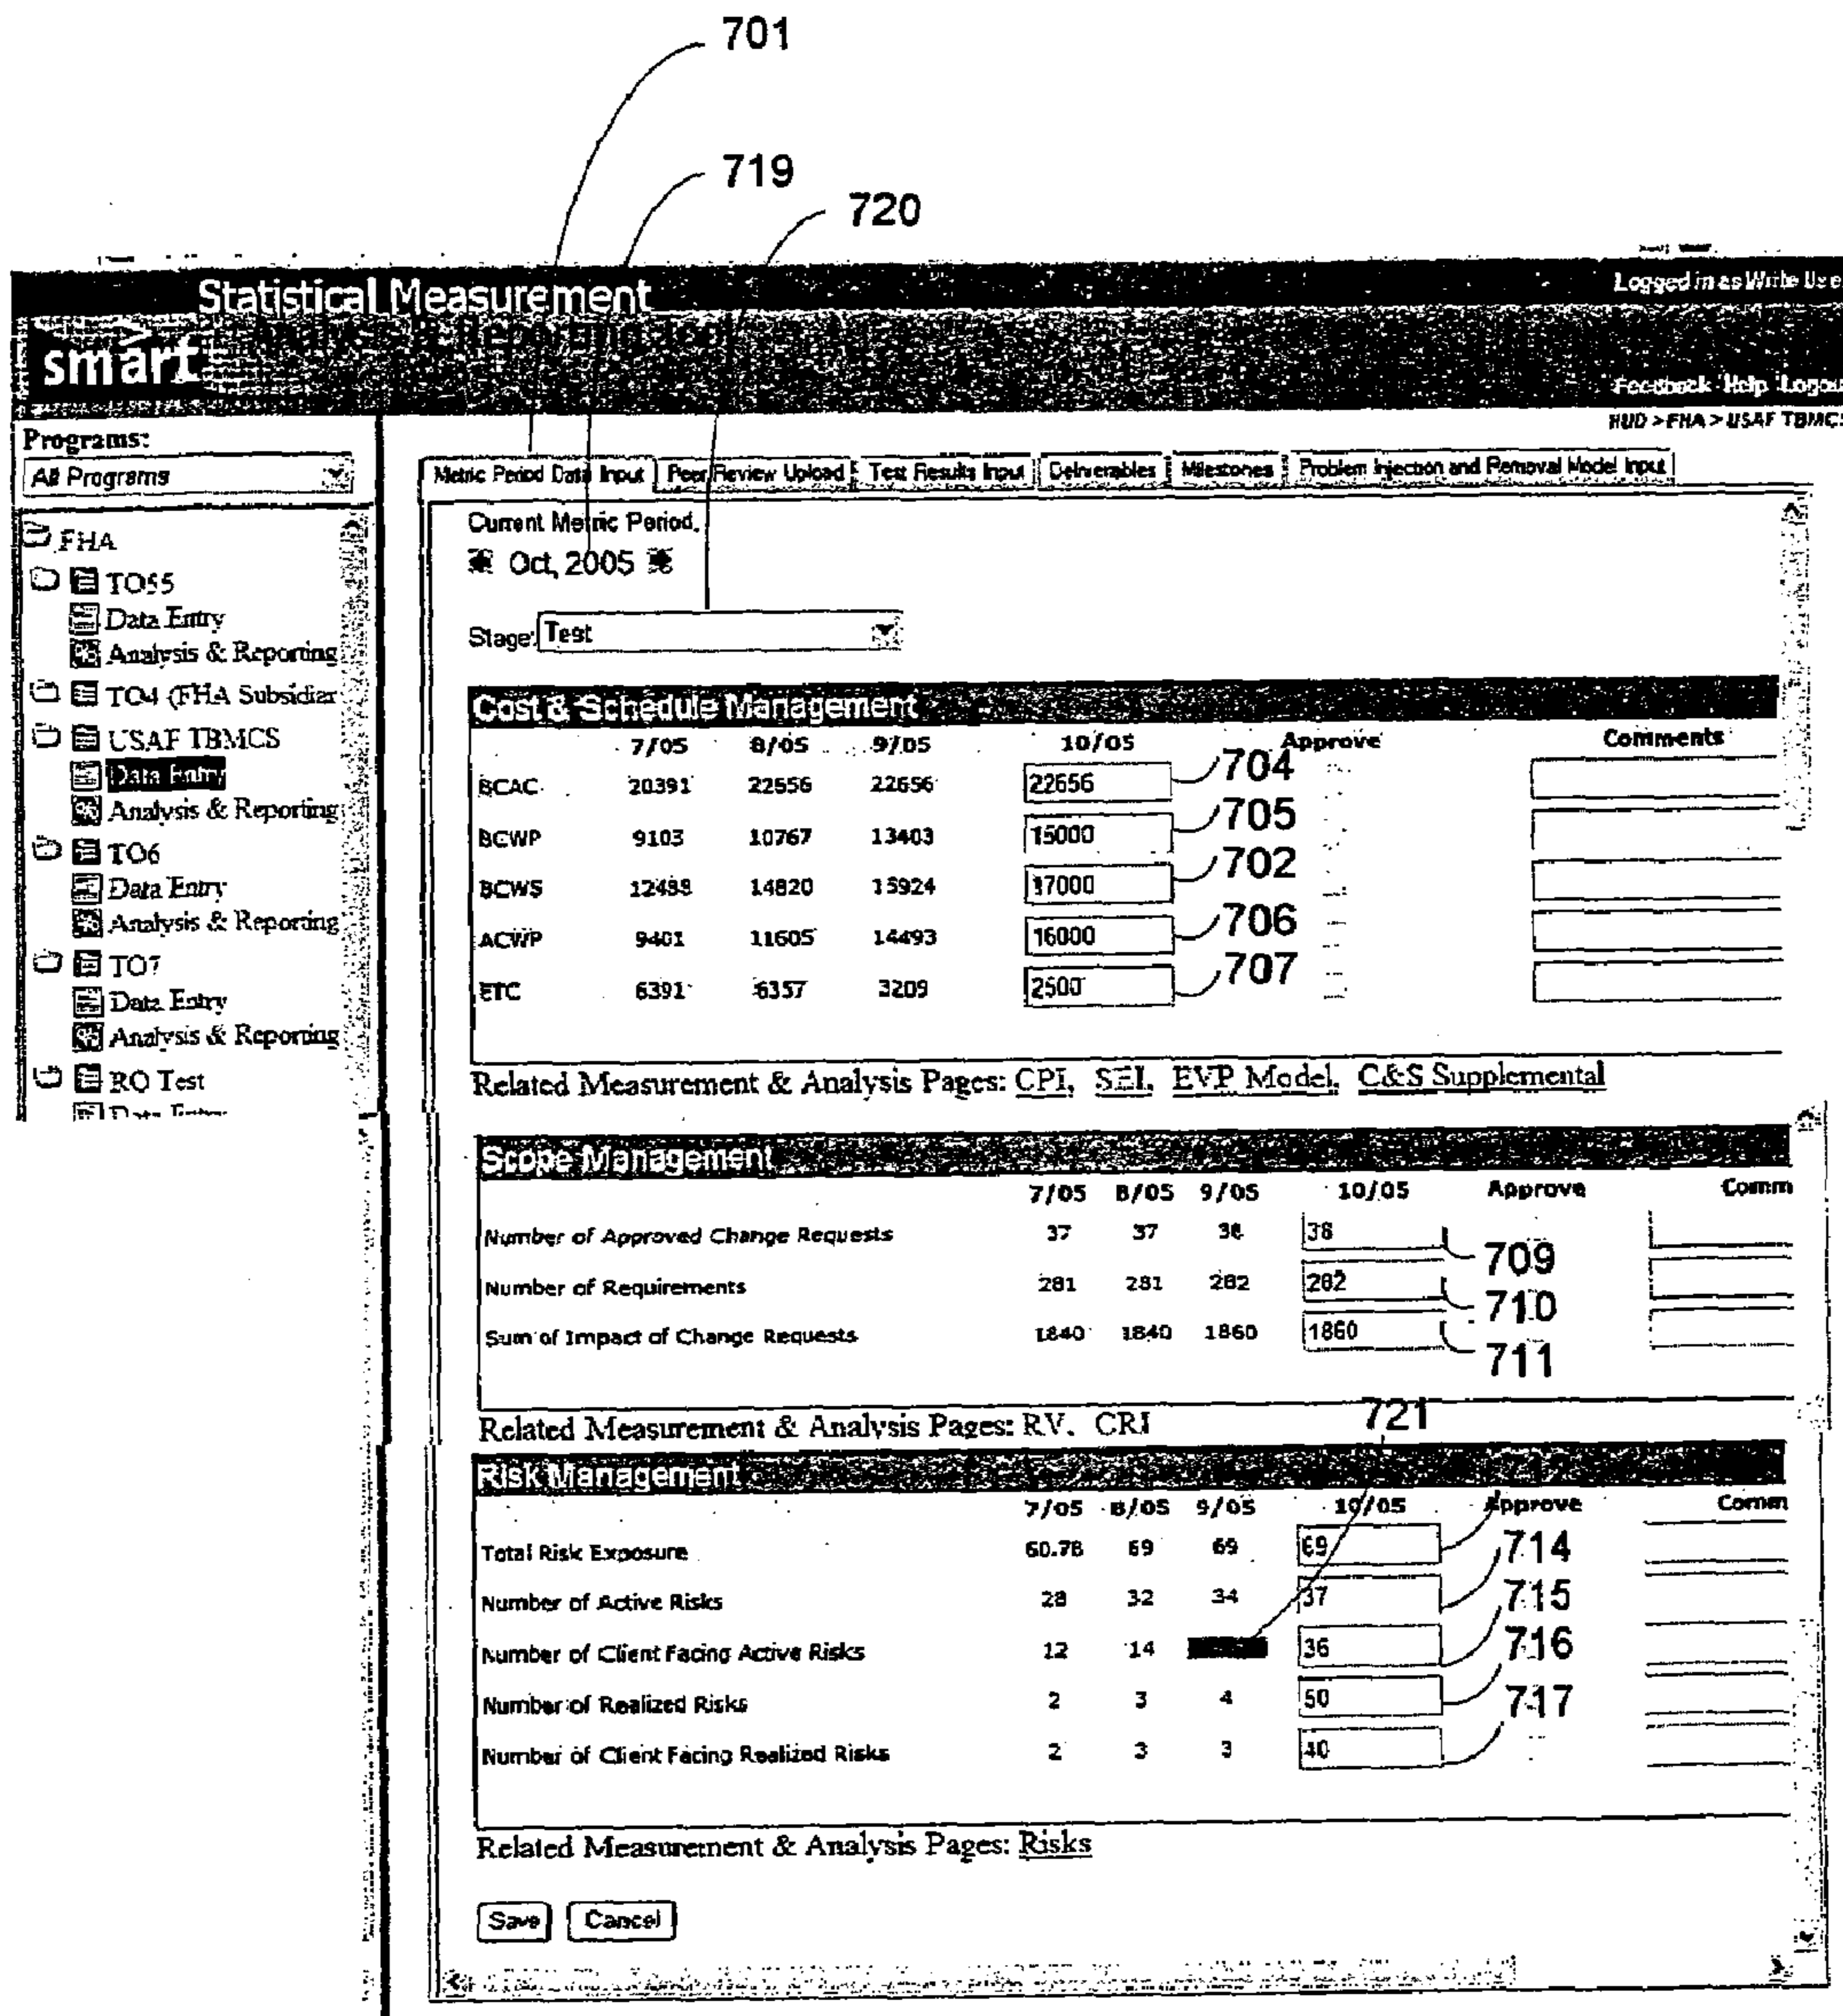 701
719
720
Statistical Measurement
Analysis & Reporting Tool
smart
Logged in as Write Use
Feedback Help Logou
HUD > FHA > USAF TBMCS
Programs:
All Programs
FHA
TO55
Data Entry
Analysis & Reporting
TO4 (FHA Subsidiar
USAF TBMCS
Data Entry
Analysis & Reporting
TO6
Data Entry
Analysis & Reporting
TO7
Data Entry
Analysis & Reporting
RO Test
Data Entry
Metric Period Data Input Peer Review Upload Test Results Input Deliverables Milestones Problem Injection and Removal Model Input
Current Metric Period.
Oct, 2005
Stage: Test
Cost & Schedule Management
7/05 8/05 9/05 10/05 Approve Comments
BCAC 20391 22656 22656 22656 704
BCWP 9103 10767 13403 15000 705
BCWS 12488 14820 15924 17000 702
ACWP 9401 11605 14493 16000 706
ETC 6391 6357 3209 2500 707
Related Measurement & Analysis Pages: CPI, SEI, EVP Model, C&S Supplemental
Scope Management
7/05 8/05 9/05 10/05 Approve Comm
Number of Approved Change Requests 37 37 38 38 709
Number of Requirements 281 281 282 282 710
Sum of Impact of Change Requests 1840 1840 1860 1860 711
Related Measurement & Analysis Pages: RV, CRI
721
Risk Management
7/05 8/05 9/05 10/05 Approve Comm
Total Risk Exposure 60.78 69 69 69 714
Number of Active Risks 28 32 34 37 715
Number of Client Facing Active Risks 12 14 36 716
Number of Realized Risks 2 3 4 50 717
Number of Client Facing Realized Risks 2 3 3 40
Related Measurement & Analysis Pages: Risks
Save Cancel